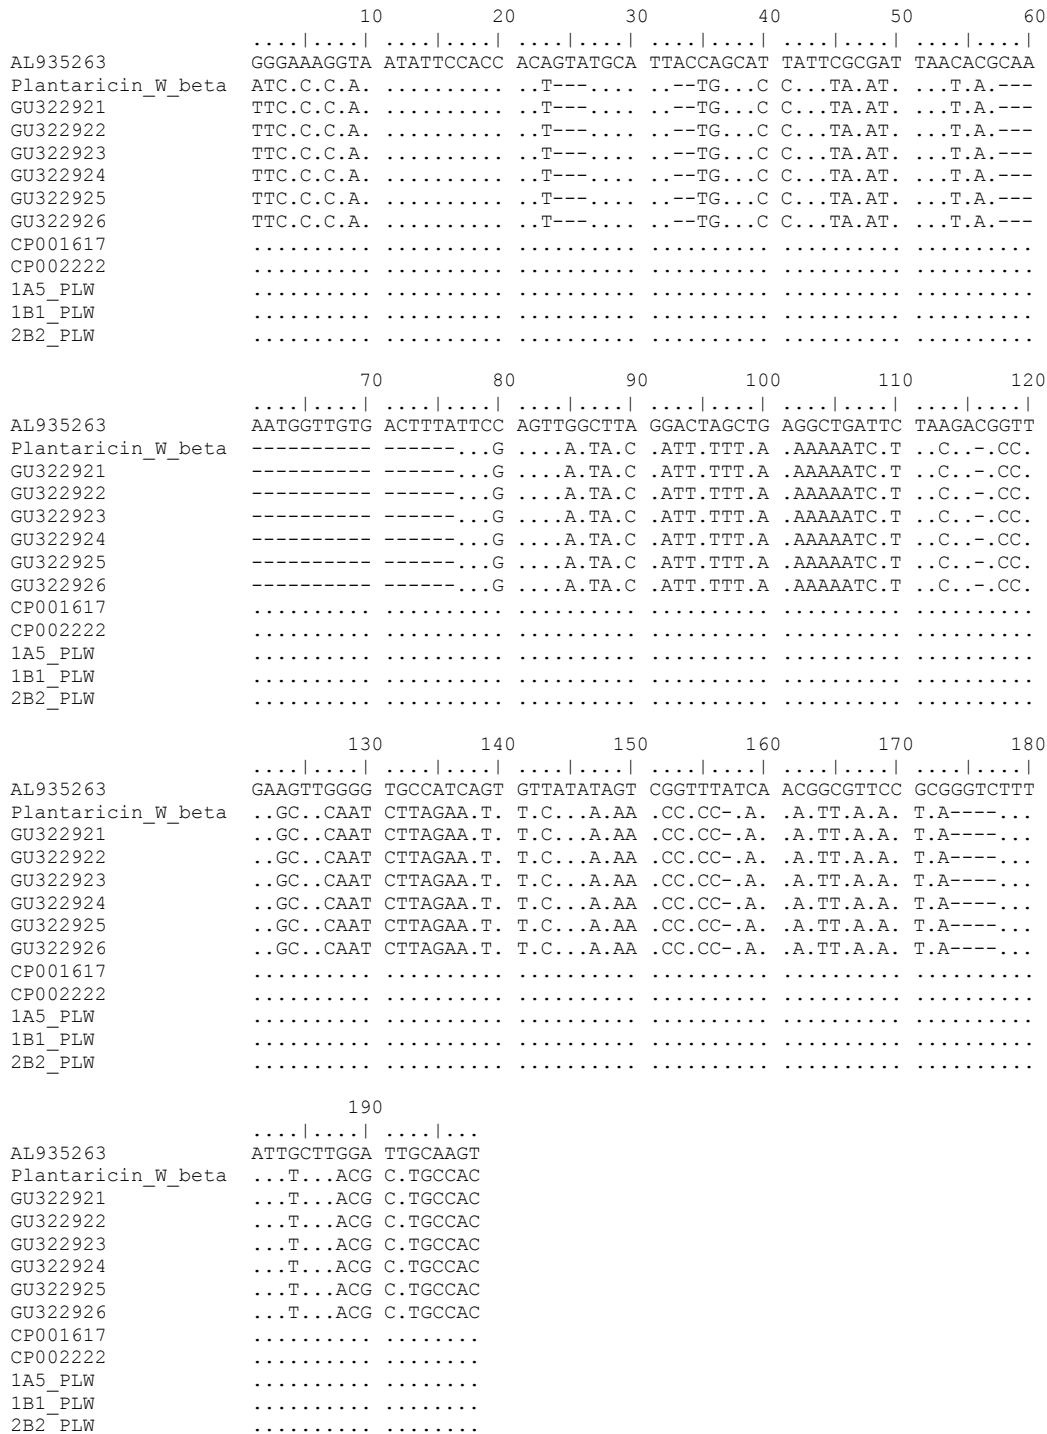 10 20 30 40 50 60
....|....| ....|....| ....|....| ....|....| ....|....| ....|....|
AL935263 GGGAAAGGTA ATATTCCACC ACAGTATGCA TTACCAGCAT TATTCGCGAT TAACACGCAA
Plantaricin_W_beta ATC.C.C.A. .......... ..T---.... ..--TG...C C...TA.AT. ...T.A.---
GU322921 TTC.C.C.A. .......... ..T---.... ..--TG...C C...TA.AT. ...T.A.---
GU322922 TTC.C.C.A. .......... ..T---.... ..--TG...C C...TA.AT. ...T.A.---
GU322923 TTC.C.C.A. .......... ..T---.... ..--TG...C C...TA.AT. ...T.A.---
GU322924 TTC.C.C.A. .......... ..T---.... ..--TG...C C...TA.AT. ...T.A.---
GU322925 TTC.C.C.A. .......... ..T---.... ..--TG...C C...TA.AT. ...T.A.---
GU322926 TTC.C.C.A. .......... ..T---.... ..--TG...C C...TA.AT. ...T.A.---
CP001617 .......... .......... .......... .......... .......... ..........
CP002222 .......... .......... .......... .......... .......... ..........
1A5_PLW .......... .......... .......... .......... .......... ..........
1B1_PLW .......... .......... .......... .......... .......... ..........
2B2_PLW .......... .......... .......... .......... .......... ..........
70 80 90 100 110 120
....|....| ....|....| ....|....| ....|....| ....|....| ....|....|
AL935263 AATGGTTGTG ACTTTATTCC AGTTGGCTTA GGACTAGCTG AGGCTGATTC TAAGACGGTT
Plantaricin_W_beta ---------- ------...G ....A.TA.C .ATT.TTT.A .AAAAATC.T ..C..-.CC.
GU322921 ---------- ------...G ....A.TA.C .ATT.TTT.A .AAAAATC.T ..C..-.CC.
GU322922 ---------- ------...G ....A.TA.C .ATT.TTT.A .AAAAATC.T ..C..-.CC.
GU322923 ---------- ------...G ....A.TA.C .ATT.TTT.A .AAAAATC.T ..C..-.CC.
GU322924 ---------- ------...G ....A.TA.C .ATT.TTT.A .AAAAATC.T ..C..-.CC.
GU322925 ---------- ------...G ....A.TA.C .ATT.TTT.A .AAAAATC.T ..C..-.CC.
GU322926 ---------- ------...G ....A.TA.C .ATT.TTT.A .AAAAATC.T ..C..-.CC.
CP001617 .......... .......... .......... .......... .......... ..........
CP002222 .......... .......... .......... .......... .......... ..........
1A5_PLW .......... .......... .......... .......... .......... ..........
1B1_PLW .......... .......... .......... .......... .......... ..........
2B2_PLW .......... .......... .......... .......... .......... ..........
130 140 150 160 170 180
....|....| ....|....| ....|....| ....|....| ....|....| ....|....|
AL935263 GAAGTTGGGG TGCCATCAGT GTTATATAGT CGGTTTATCA ACGGCGTTCC GCGGGTCTTT
Plantaricin_W_beta ..GC..CAAT CTTAGAA.T. T.C...A.AA .CC.CC-.A. .A.TT.A.A. T.A----...
GU322921 ..GC..CAAT CTTAGAA.T. T.C...A.AA .CC.CC-.A. .A.TT.A.A. T.A----...
GU322922 ..GC..CAAT CTTAGAA.T. T.C...A.AA .CC.CC-.A. .A.TT.A.A. T.A----...
GU322923 ..GC..CAAT CTTAGAA.T. T.C...A.AA .CC.CC-.A. .A.TT.A.A. T.A----...
GU322924 ..GC..CAAT CTTAGAA.T. T.C...A.AA .CC.CC-.A. .A.TT.A.A. T.A----...
GU322925 ..GC..CAAT CTTAGAA.T. T.C...A.AA .CC.CC-.A. .A.TT.A.A. T.A----...
GU322926 ..GC..CAAT CTTAGAA.T. T.C...A.AA .CC.CC-.A. .A.TT.A.A. T.A----...
CP001617 .......... .......... .......... .......... .......... ..........
CP002222 .......... .......... .......... .......... .......... ..........
1A5_PLW .......... .......... .......... .......... .......... ..........
1B1_PLW .......... .......... .......... .......... .......... ..........
2B2_PLW .......... .......... .......... .......... .......... ..........
190
....|....| ....|...
AL935263 ATTGCTTGGA TTGCAAGT
Plantaricin_W_beta ...T...ACG C.TGCCAC
GU322921 ...T...ACG C.TGCCAC
GU322922 ...T...ACG C.TGCCAC
GU322923 ...T...ACG C.TGCCAC
GU322924 ...T...ACG C.TGCCAC
GU322925 ...T...ACG C.TGCCAC
GU322926 ...T...ACG C.TGCCAC
CP001617 .......... ........
CP002222 .......... ........
1A5_PLW .......... ........
1B1_PLW .......... ........
2B2_PLW .......... ........